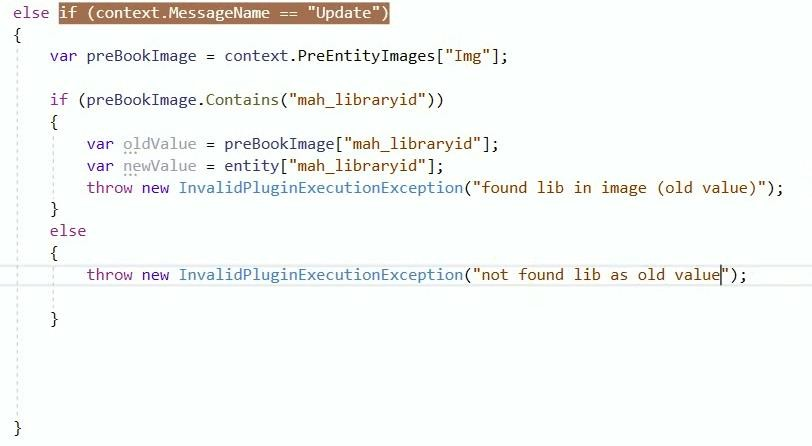 else if (context.MessageName == "Update")
{
var preBookImage = context.PreEntityImages["Img"];
if (preBookImage.Contains("mah_libraryid"))
{
var oldValue = preBookImage["mah_libraryid"];
var newValue = entity["mah_libraryid"];
throw new InvalidPluginExecutionException("found lib in image (old value)");
}
else
{
throw new InvalidPluginExecutionException("not found lib as old value");
}
}